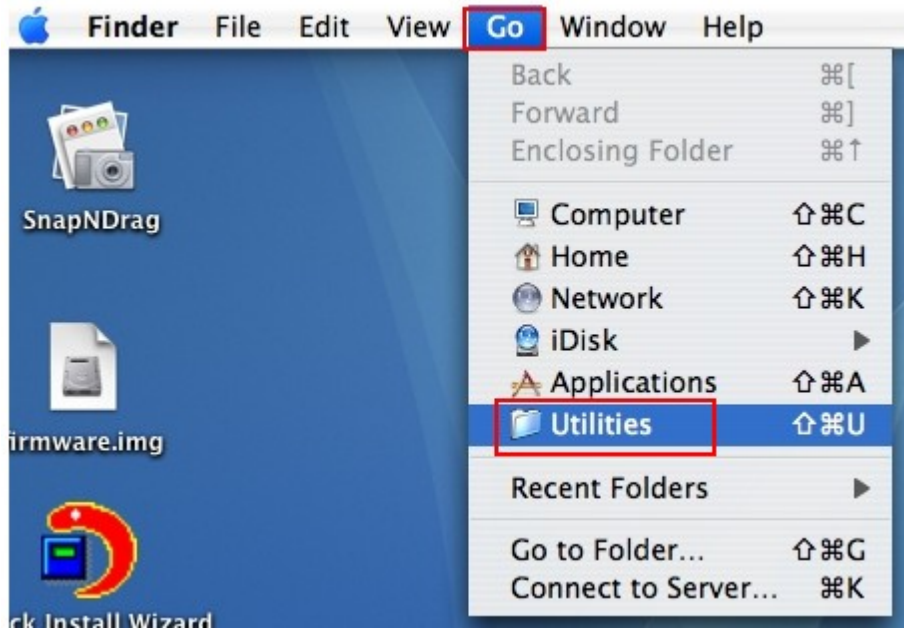 Finder File Edit View Go Window Help
Back ⌘[
Forward ⌘]
Enclosing Folder ⌘↑
Computer ⇧⌘C
Home ⇧⌘H
Network ⇧⌘K
iDisk ▶
Applications ⇧⌘A
Utilities ⇧⌘U
Recent Folders ▶
Go to Folder... ⇧⌘G
Connect to Server... ⌘K
SnapNDrag
irmware.img
ck Install Wizard